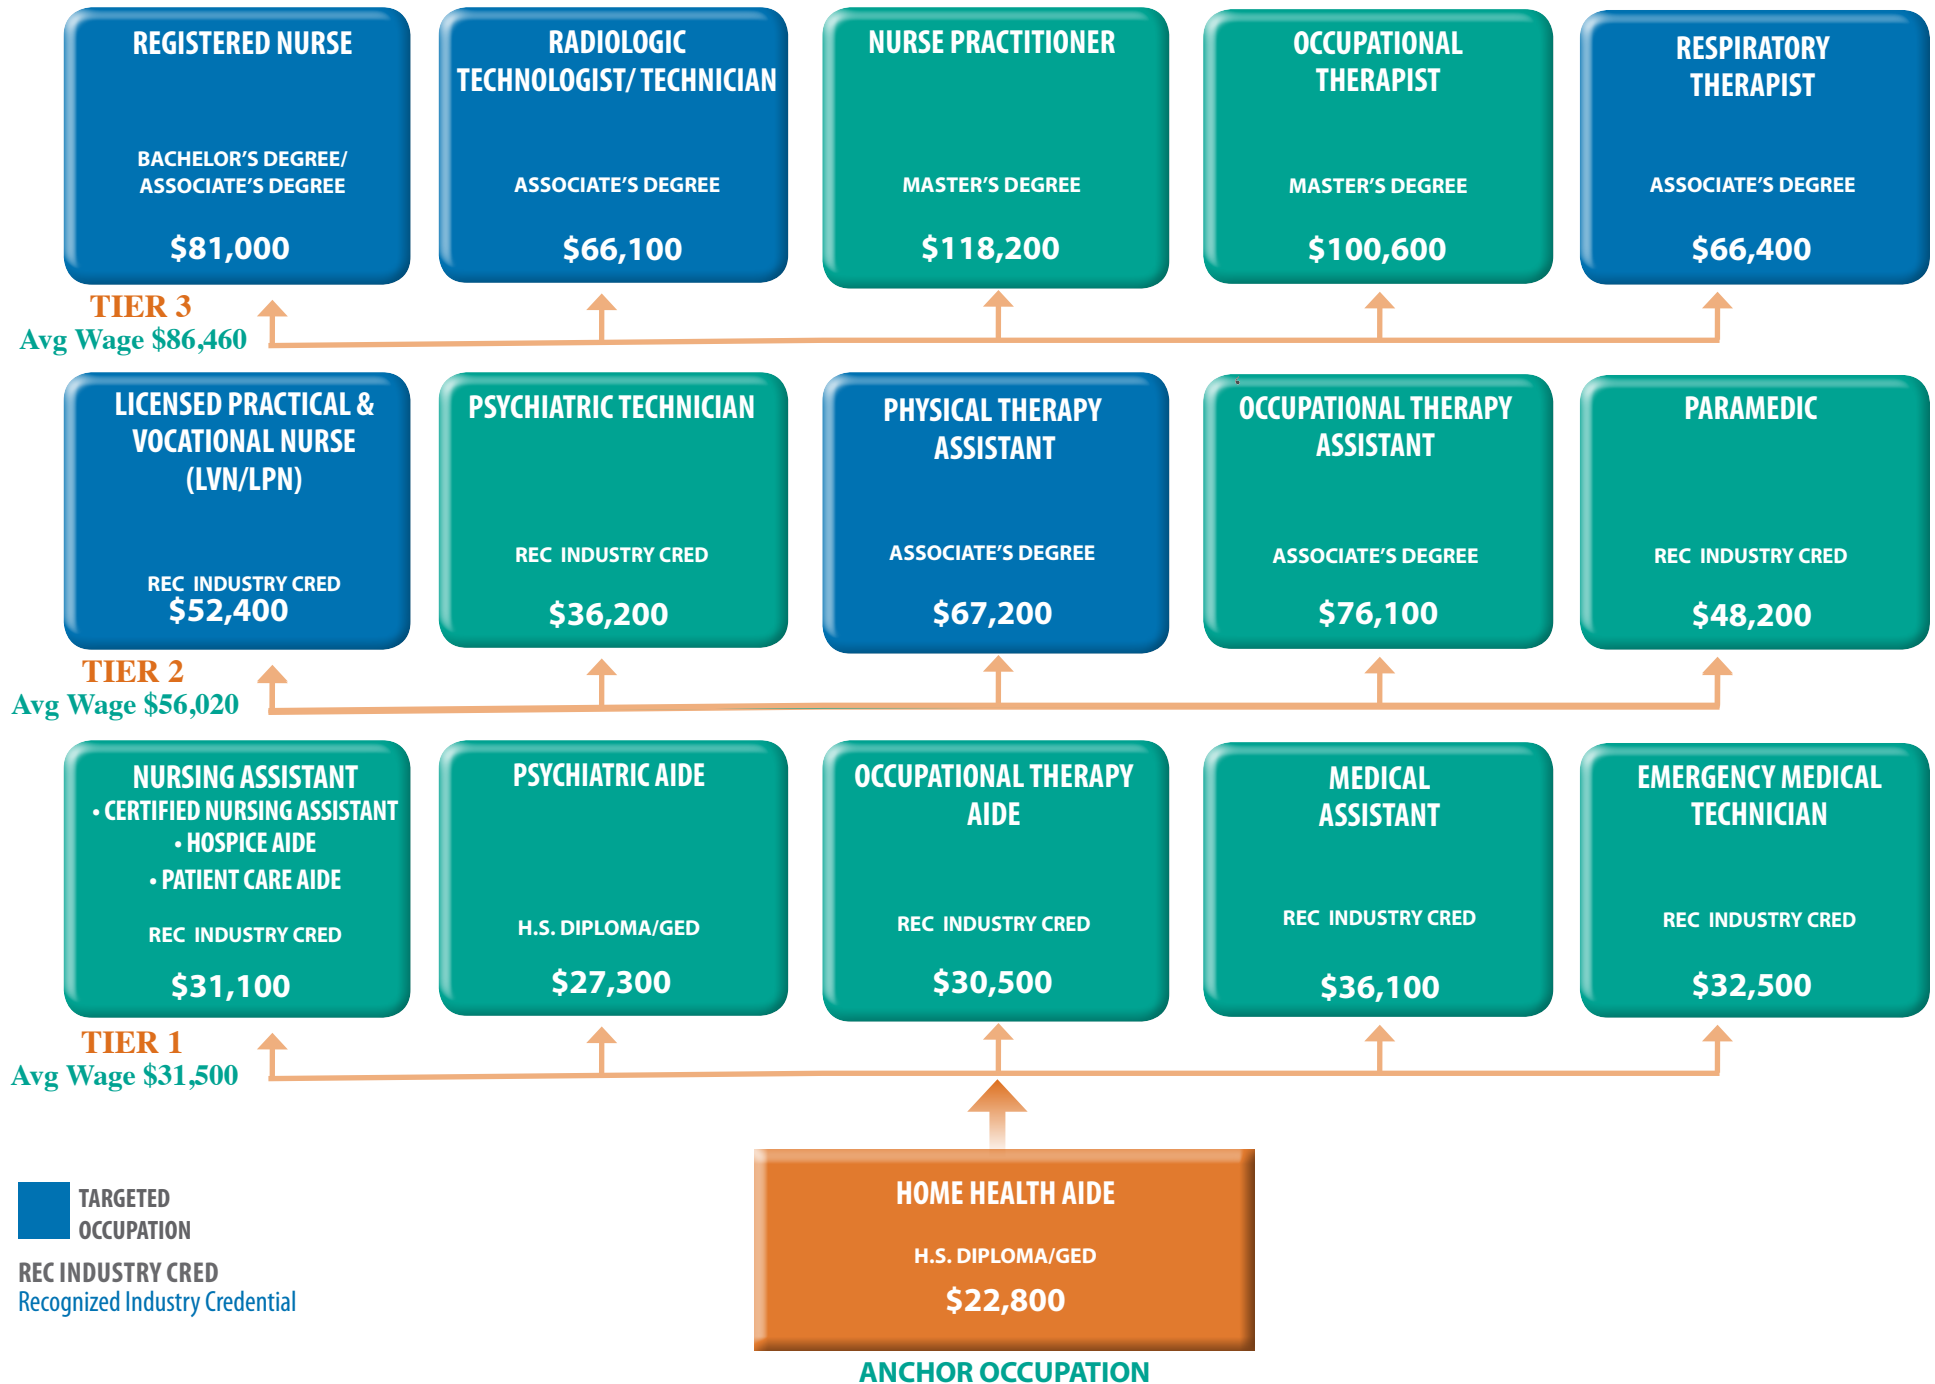 REGISTERED NURSE
BACHELOR'S DEGREE/
ASSOCIATE'S DEGREE
$81,000
RADIOLOGIC
TECHNOLOGIST/ TECHNICIAN
ASSOCIATE'S DEGREE
$66,100
NURSE PRACTITIONER
MASTER'S DEGREE
$118,200
OCCUPATIONAL
THERAPIST
MASTER'S DEGREE
$100,600
RESPIRATORY
THERAPIST
ASSOCIATE'S DEGREE
$66,400
TIER 3
Avg Wage $86,460
LICENSED PRACTICAL &
VOCATIONAL NURSE
(LVN/LPN)
REC INDUSTRY CRED
$52,400
PSYCHIATRIC TECHNICIAN
REC INDUSTRY CRED
$36,200
PHYSICAL THERAPY
ASSISTANT
ASSOCIATE'S DEGREE
$67,200
OCCUPATIONAL THERAPY
ASSISTANT
ASSOCIATE'S DEGREE
$76,100
PARAMEDIC
REC INDUSTRY CRED
$48,200
TIER 2
Avg Wage $56,020
NURSING ASSISTANT
• CERTIFIED NURSING ASSISTANT
• HOSPICE AIDE
• PATIENT CARE AIDE
REC INDUSTRY CRED
$31,100
PSYCHIATRIC AIDE
H.S. DIPLOMA/GED
$27,300
OCCUPATIONAL THERAPY
AIDE
REC INDUSTRY CRED
$30,500
MEDICAL
ASSISTANT
REC INDUSTRY CRED
$36,100
EMERGENCY MEDICAL
TECHNICIAN
REC INDUSTRY CRED
$32,500
TIER 1
Avg Wage $31,500
HOME HEALTH AIDE
H.S. DIPLOMA/GED
$22,800
ANCHOR OCCUPATION
TARGETED
OCCUPATION
REC INDUSTRY CRED
Recognized Industry Credential